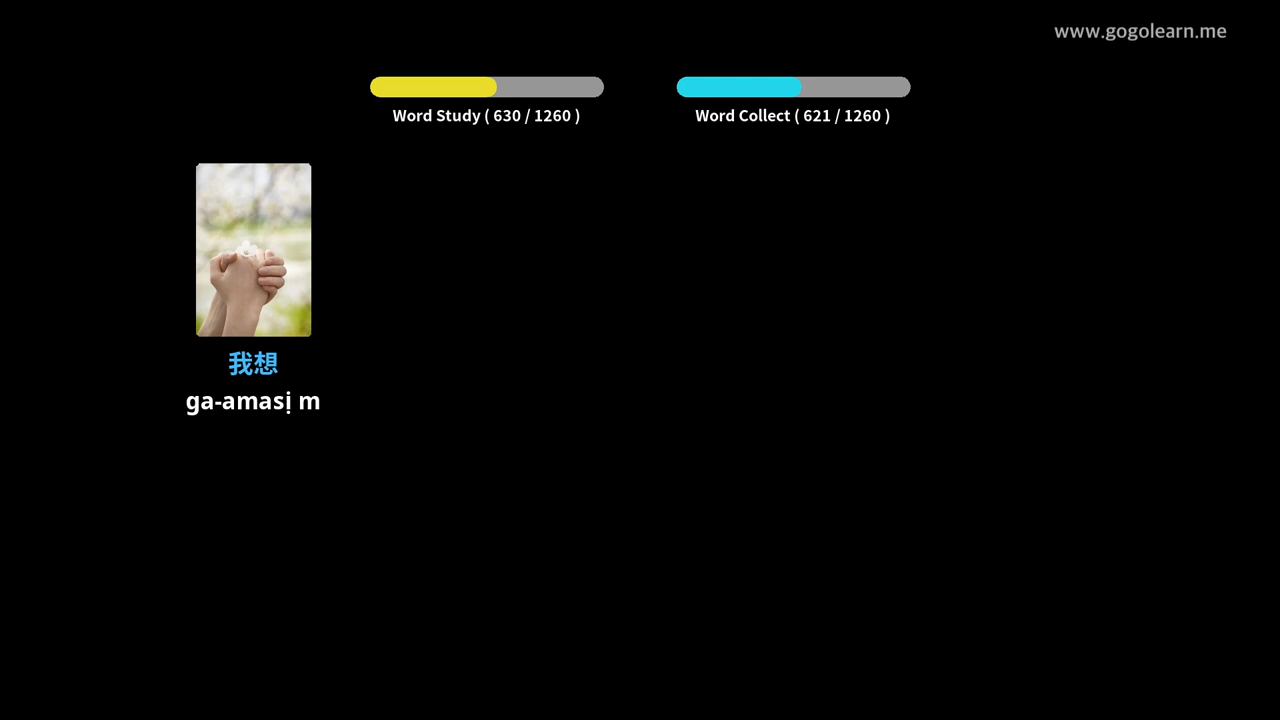 www.gogolearn.me
Word Study ( 630 / 1260 )
Word Collect ( 621 / 1260 )
我想
ga-amasị m